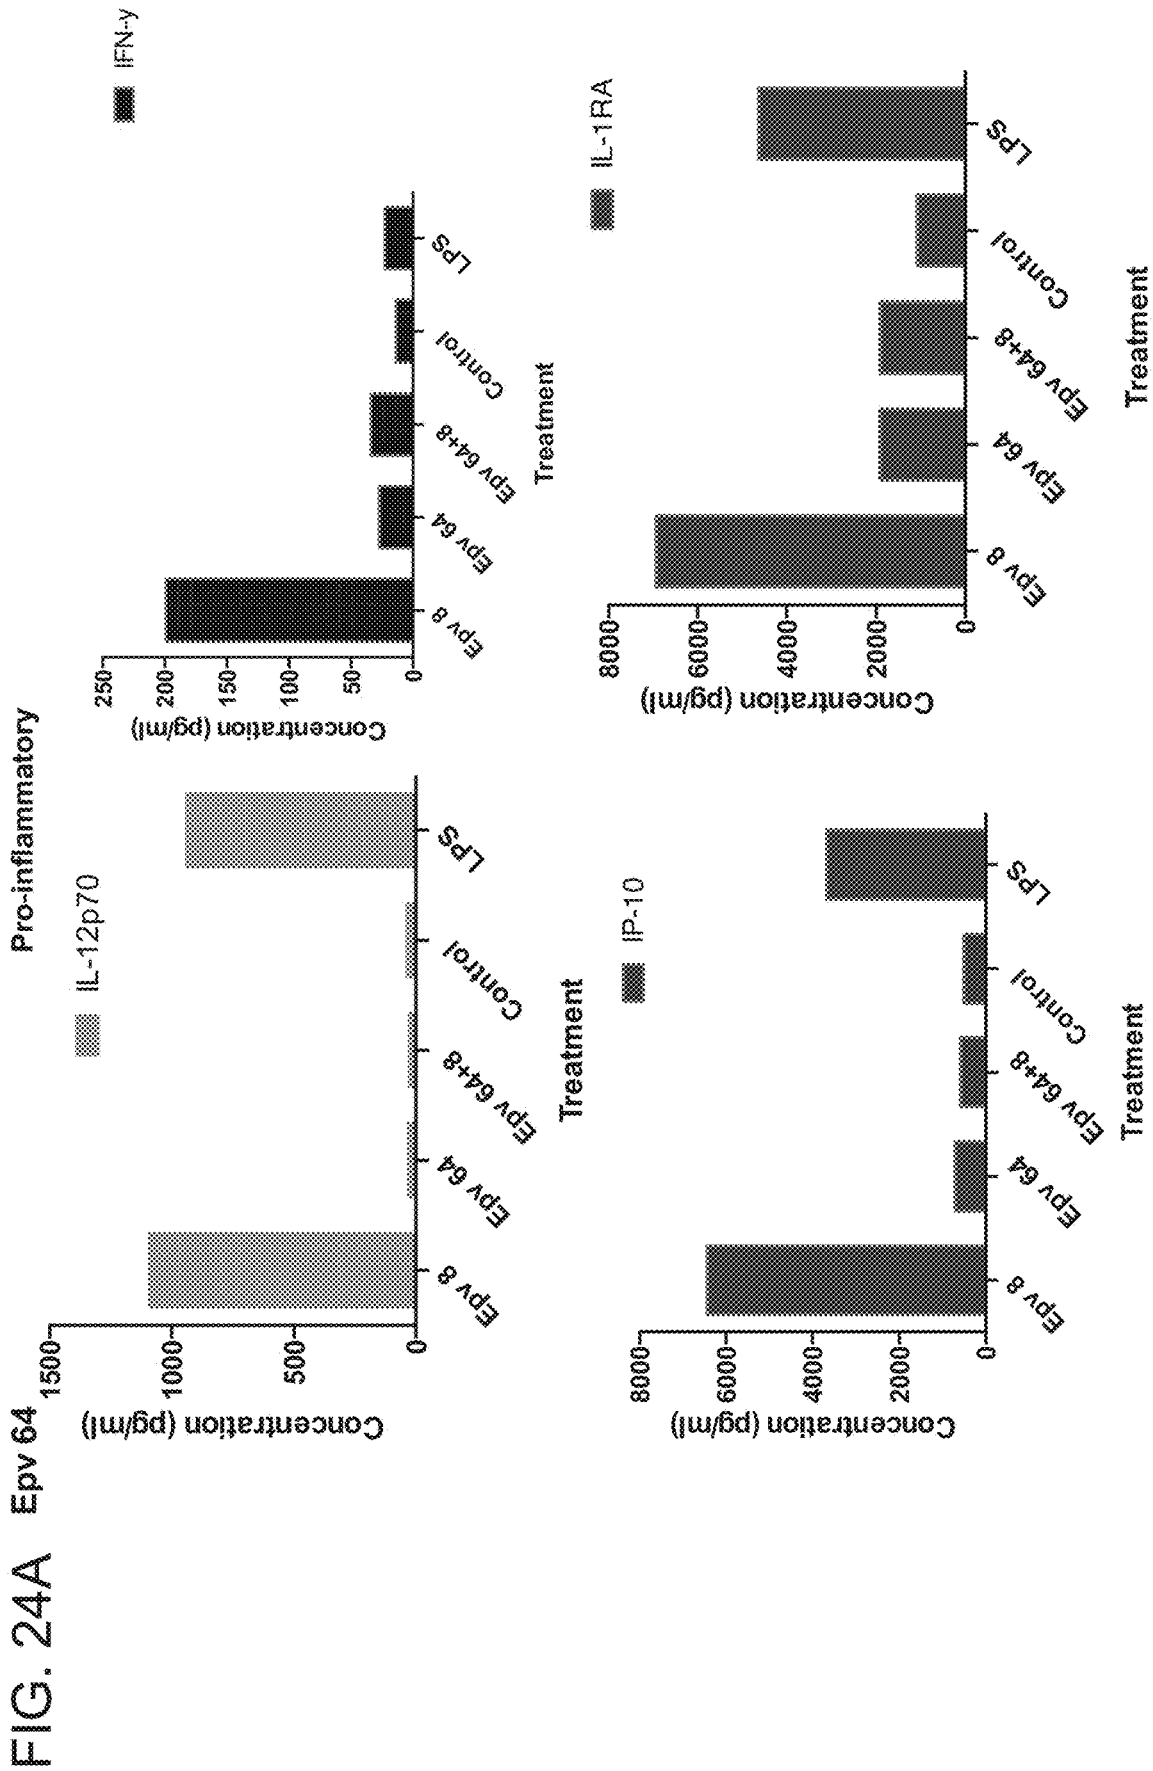 FIG. 24A
Epv 64
Pro-inflammatory
IL-12p70
Concentration (pg/ml)
1500
1000
500
0
Epv 8
Epv 64
Epv 64+8
Control
LPS
Treatment
IFN-y
Concentration (pg/ml)
250
200
150
100
50
0
Epv 8
Epv 64
Epv 64+8
Control
LPS
Treatment
IP-10
Concentration (pg/ml)
8000
6000
4000
2000
0
Epv 8
Epv 64
Epv 64+8
Control
LPS
Treatment
IL-1RA
Concentration (pg/ml)
8000
6000
4000
2000
0
Epv 8
Epv 64
Epv 64+8
Control
LPS
Treatment